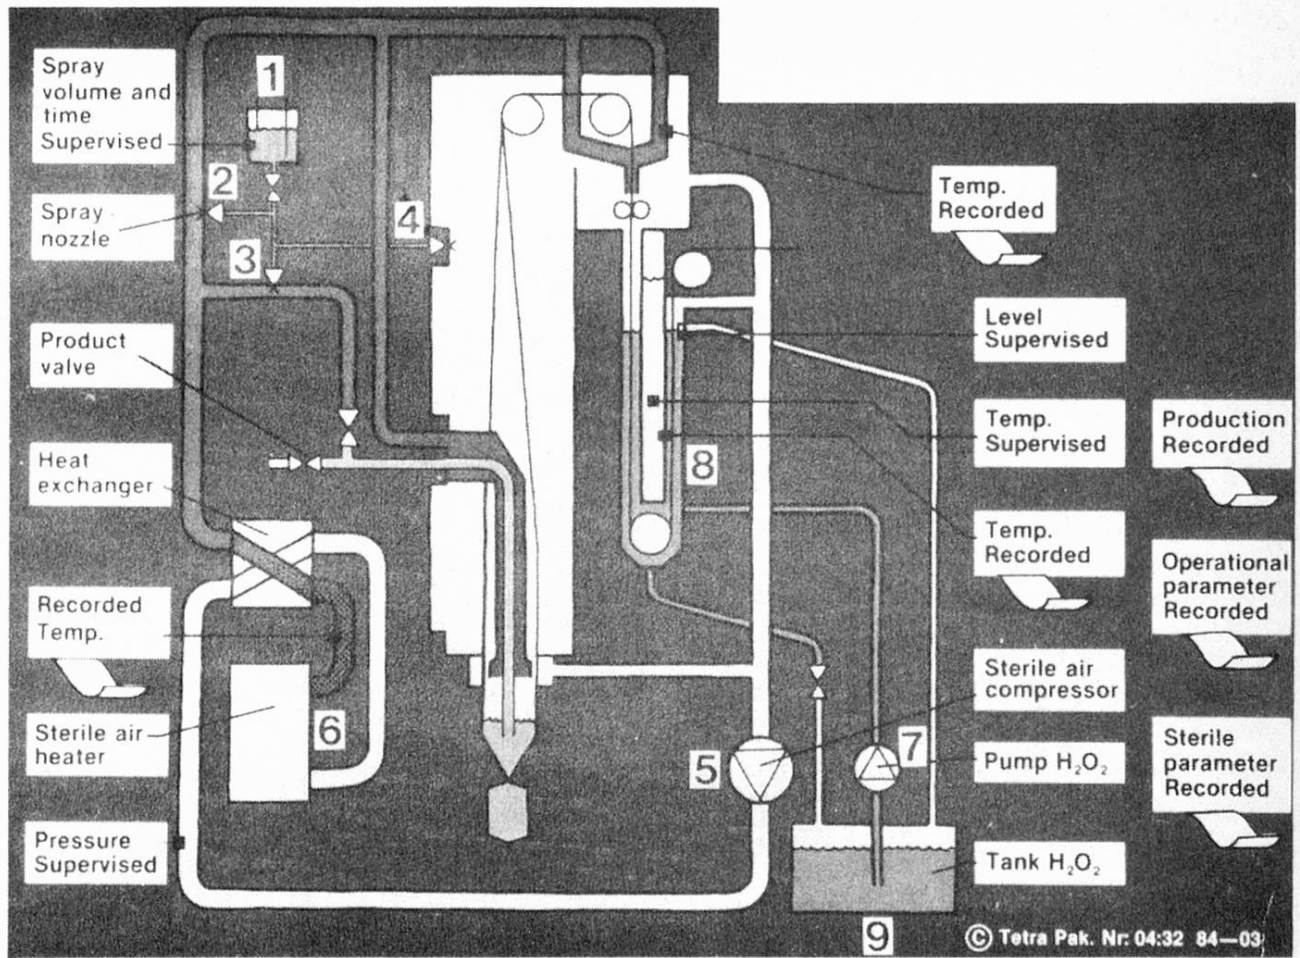 Spray
volume and
time
Supervised
1
2
Spray
nozzle
3
4
Product
valve
Heat
exchanger
Recorded
Temp.
Sterile air
heater
6
Pressure
Supervised
Temp.
Recorded
Level
Supervised
Temp.
Supervised
8
Temp.
Recorded
Sterile air
compressor
5
7
Pump H₂O₂
Tank H₂O₂
9
Production
Recorded
Operational
parameter
Recorded
Sterile
parameter
Recorded
© Tetra Pak. Nr: 04:32 84—03